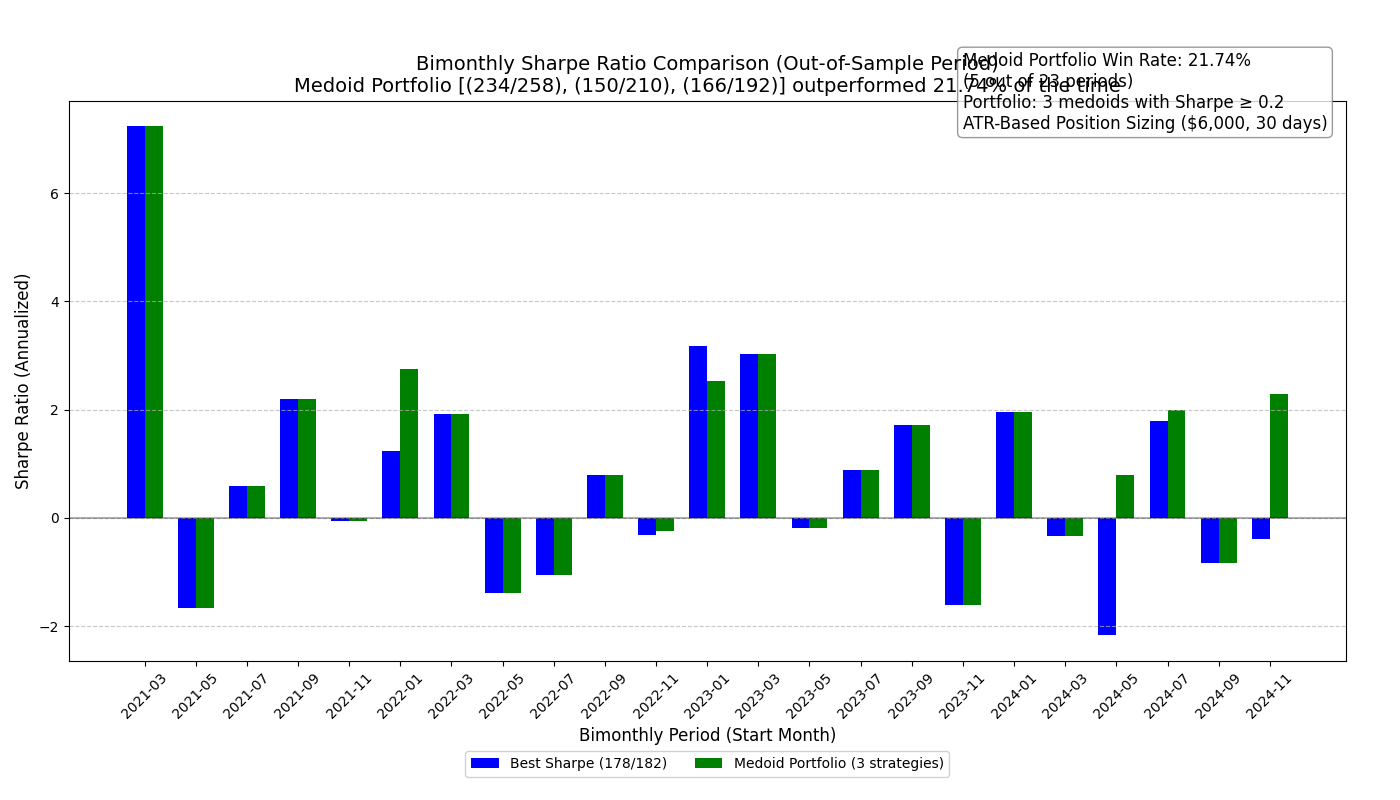 Bimonthly Sharpe Ratio Comparison (Out-of-Sample Period)
Medoid Portfolio [(234/258), (150/210), (166/192)] outperformed 21.74% of the time
Medoid Portfolio Win Rate: 21.74%
(5 out of 23 periods)
Portfolio: 3 medoids with Sharpe ≥ 0.2
ATR-Based Position Sizing ($6,000, 30 days)
Sharpe Ratio (Annualized)
6
4
2
0
−2
2021-03
2021-05
2021-07
2021-09
2021-11
2022-01
2022-03
2022-05
2022-07
2022-09
2022-11
2023-01
2023-03
2023-05
2023-07
2023-09
2023-11
2024-01
2024-03
2024-05
2024-07
2024-09
2024-11
Bimonthly Period (Start Month)
Best Sharpe (178/182)
Medoid Portfolio (3 strategies)